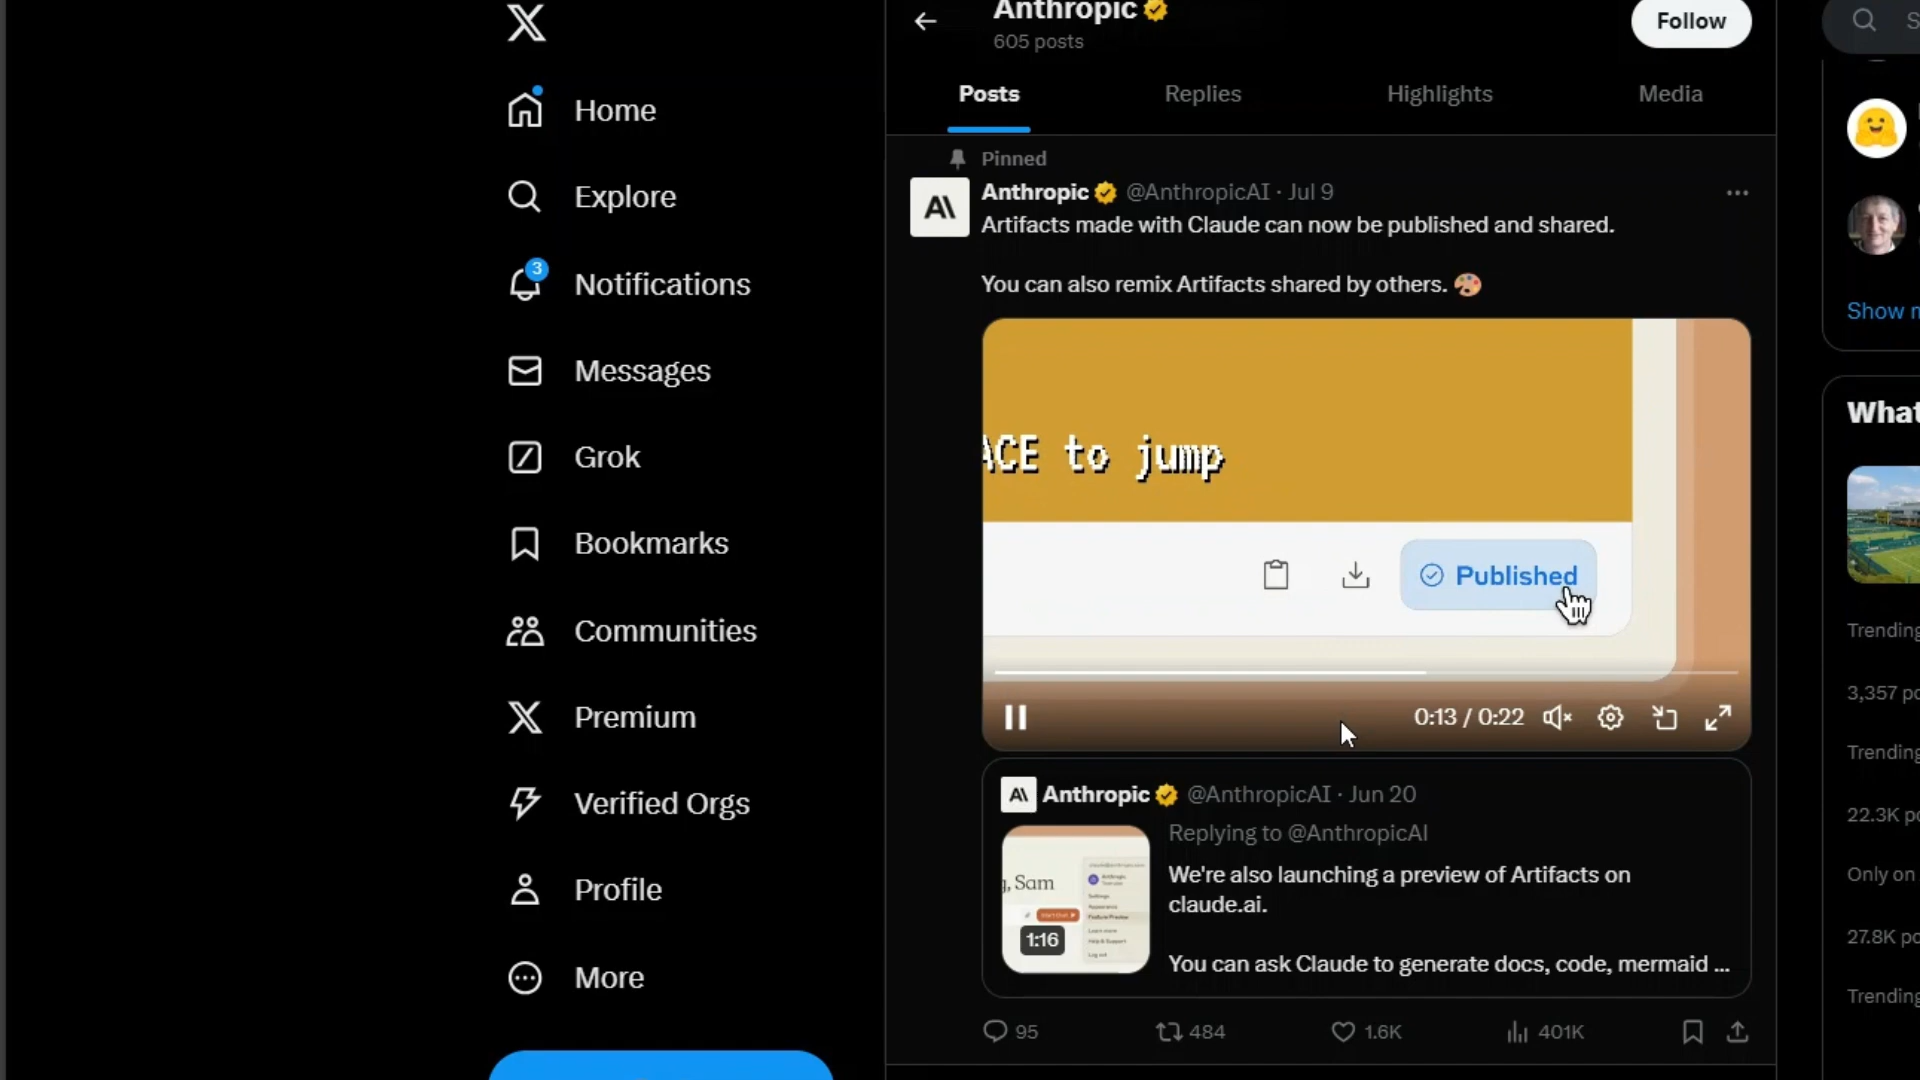 Home
Explore
3
Notifications
Messages
Grok
Bookmarks
Communities
Premium
Verified Orgs
Profile
More
Anthropic
605 posts
Follow
Posts
Replies
Highlights
Media
Pinned
Anthropic @AnthropicAI · Jul 9
Artifacts made with Claude can now be published and shared.
You can also remix Artifacts shared by others. 🎨
ACE to jump
Published
0:13 / 0:22
Anthropic @AnthropicAI · Jun 20
Replying to @AnthropicAI
We're also launching a preview of Artifacts on
claude.ai.
You can ask Claude to generate docs, code, mermaid ...
, Sam
1:16
95
484
1.6K
401K
Show
What
Trending
3,357
Trending
22.3K
Only on
27.8K
Trending